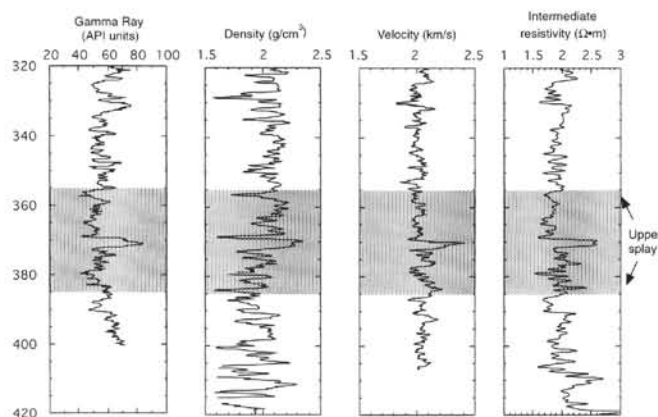 Gamma Ray
(API units)
20 40 60 80 100
Density (g/cm³)
1.5 2 2.5
Velocity (km/s)
1.5 2 2.5
Intermediate
resistivity (Ω•m)
1 1.5 2 2.5 3
320
340
360
380
400
420
Upper
splay